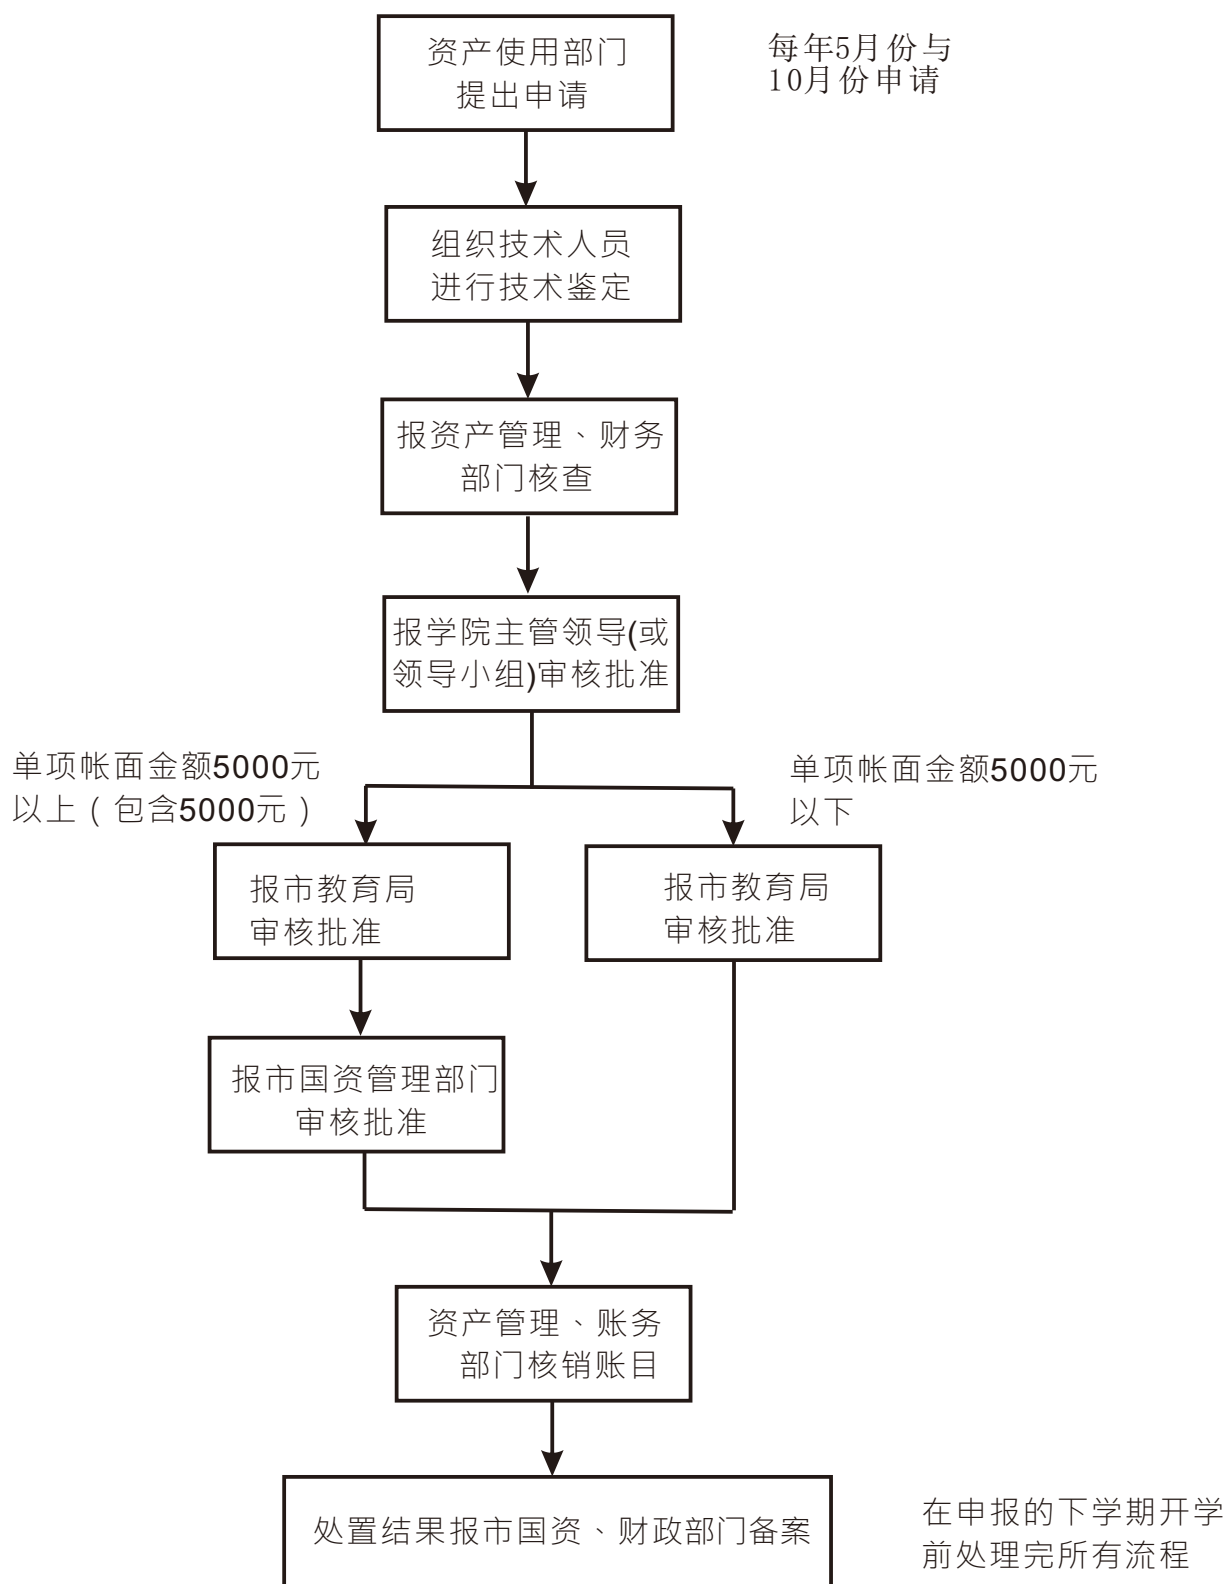 资产使用部门
提出申请
每年5月份与
10月份申请
组织技术人员
进行技术鉴定
报资产管理、财务
部门核查
报学院主管领导(或
领导小组)审核批准
单项帐面金额5000元
以上（包含5000元）
单项帐面金额5000元
以下
报市教育局
审核批准
报市教育局
审核批准
报市国资管理部门
审核批准
资产管理、账务
部门核销账目
处置结果报市国资、财政部门备案
在申报的下学期开学
前处理完所有流程